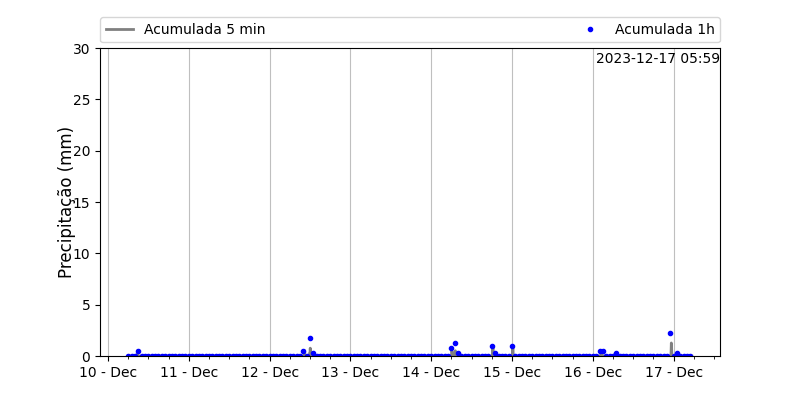 Acumulada 5 min
Acumulada 1h
2023-12-17 05:59
Precipitação (mm)
30
25
20
15
10
5
0
10 - Dec
11 - Dec
12 - Dec
13 - Dec
14 - Dec
15 - Dec
16 - Dec
17 - Dec